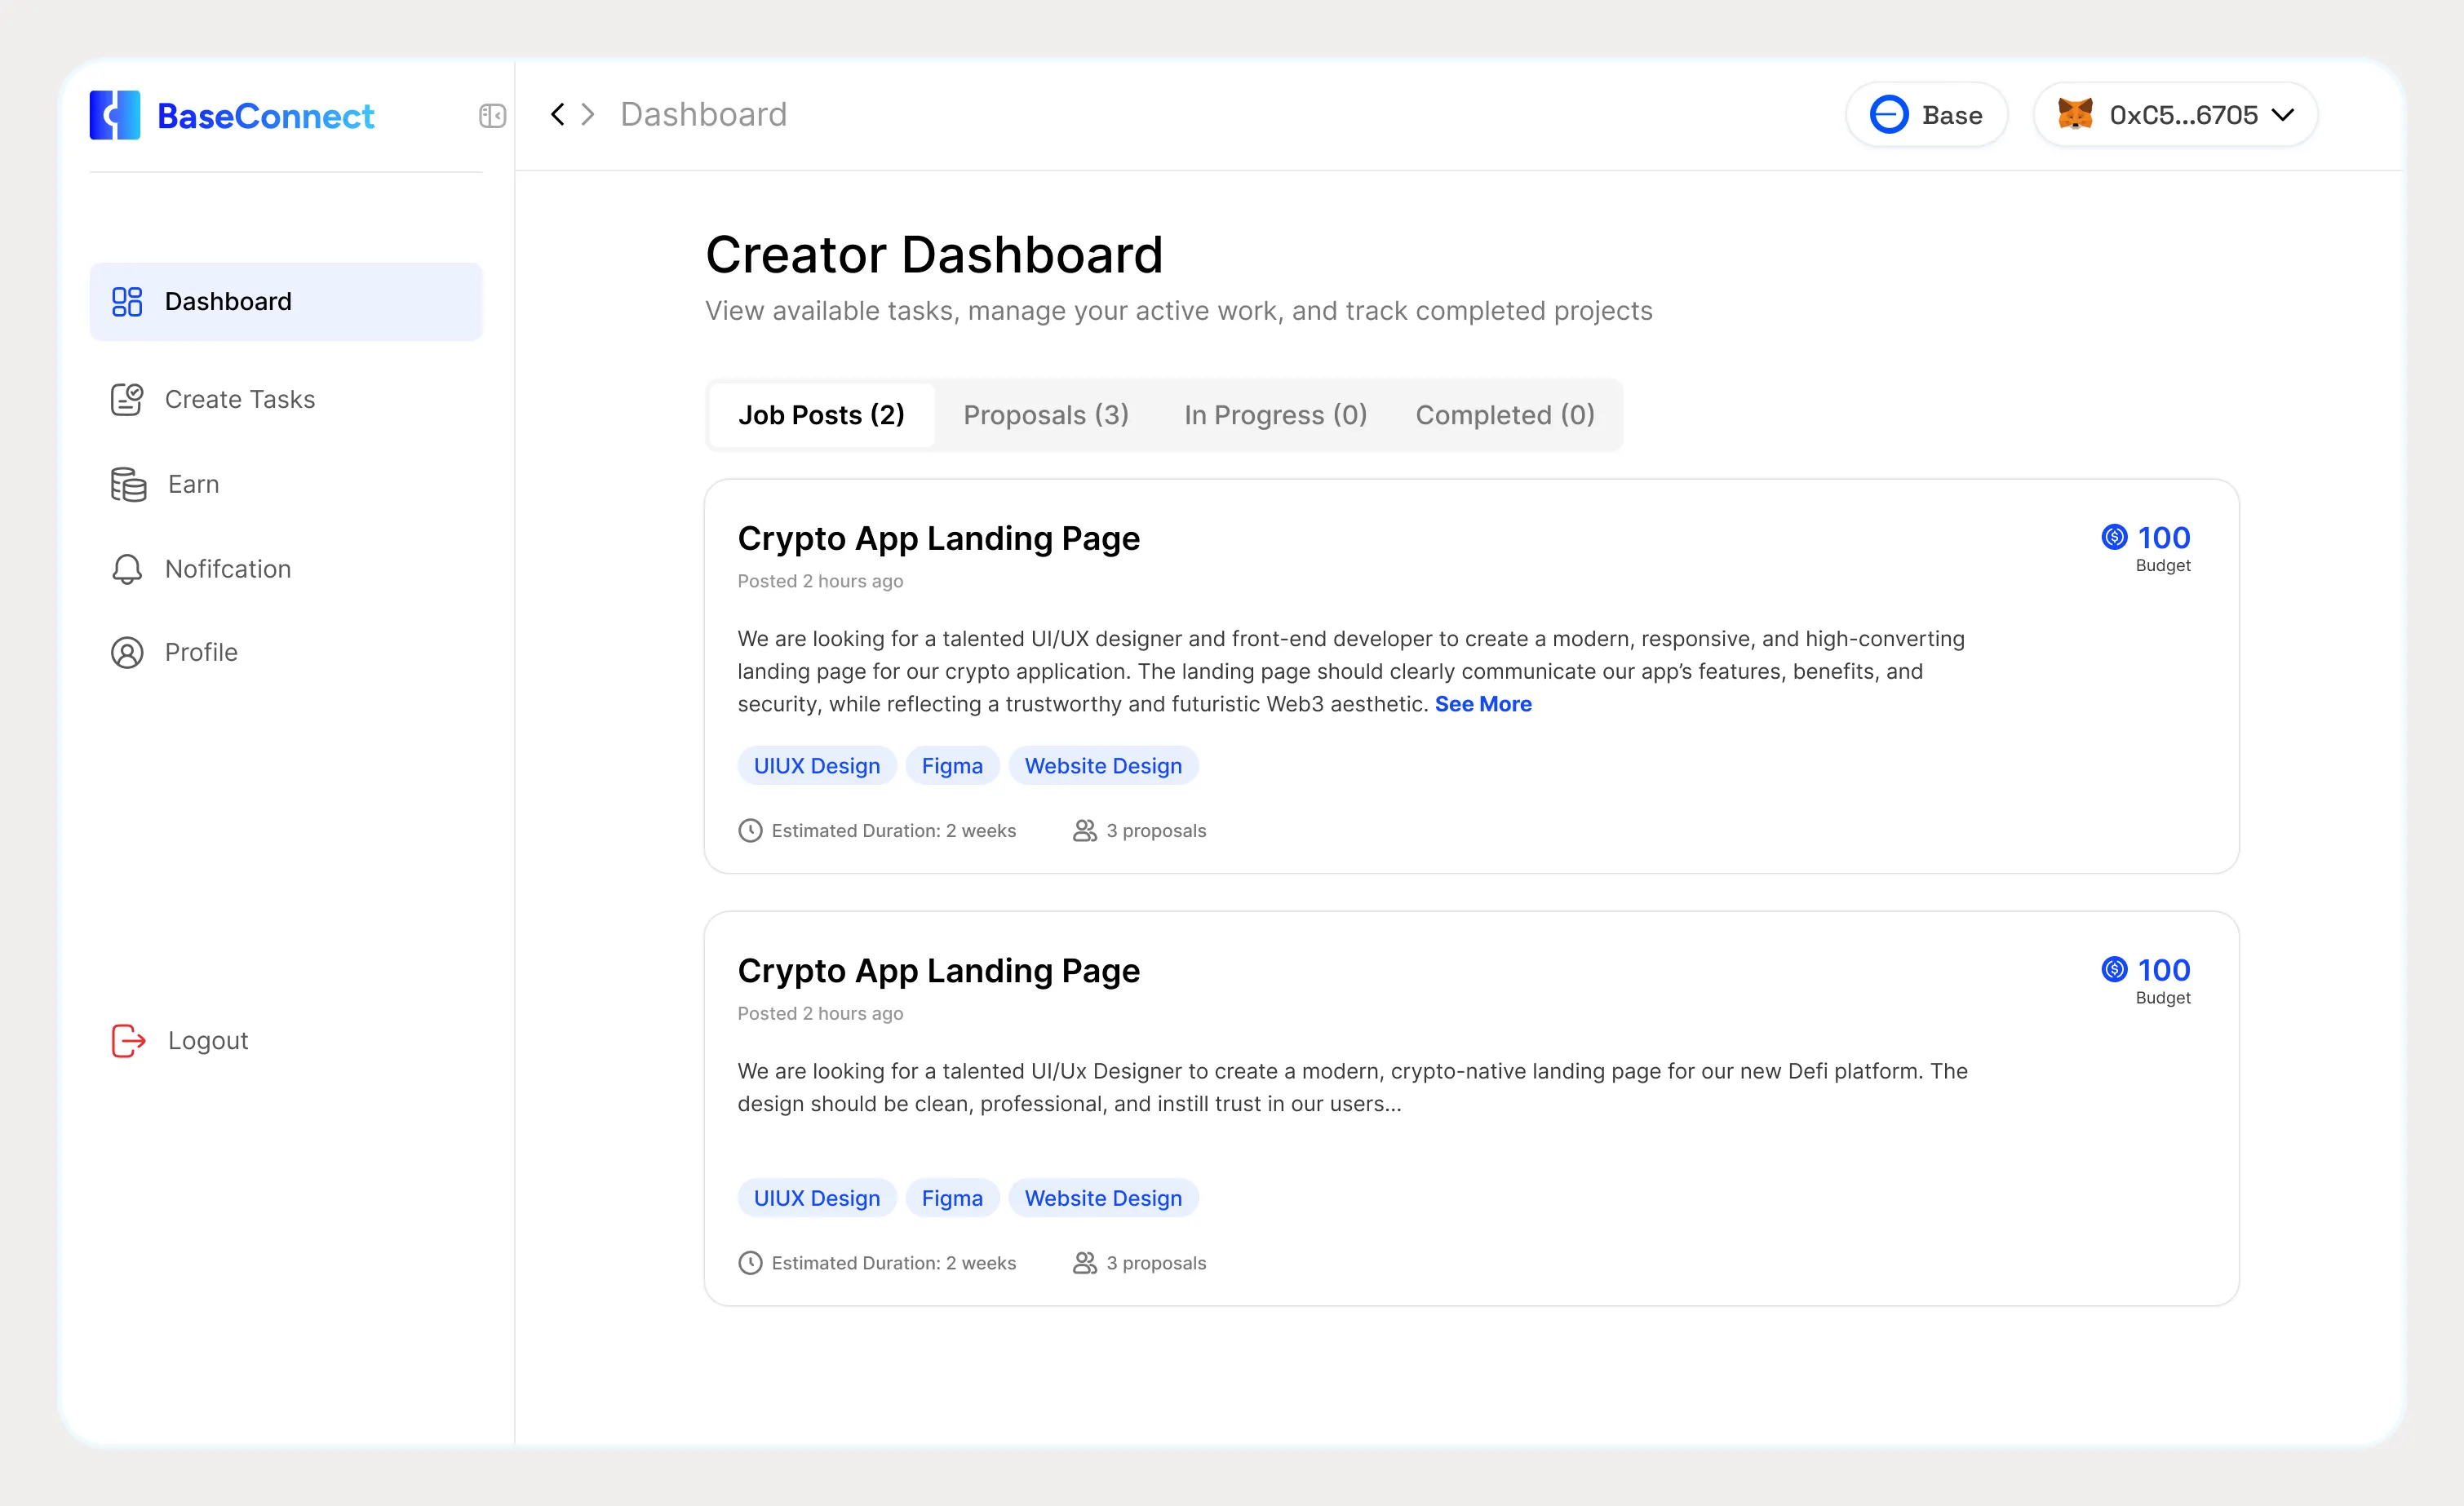 BaseConnect
Dashboard
Base
0xC5...6705
Dashboard
Create Tasks
Earn
Nofifcation
Profile
Logout
Creator Dashboard
View available tasks, manage your active work, and track completed projects
Job Posts (2)
Proposals (3)
In Progress (0)
Completed (0)
Crypto App Landing Page
100
Posted 2 hours ago
Budget
We are looking for a talented UI/UX designer and front-end developer to create a modern, responsive, and high-converting
landing page for our crypto application. The landing page should clearly communicate our app’s features, benefits, and
security, while reflecting a trustworthy and futuristic Web3 aesthetic. See More
UIUX Design
Figma
Website Design
Estimated Duration: 2 weeks
3 proposals
Crypto App Landing Page
100
Posted 2 hours ago
Budget
We are looking for a talented UI/Ux Designer to create a modern, crypto-native landing page for our new Defi platform. The
design should be clean, professional, and instill trust in our users...
UIUX Design
Figma
Website Design
Estimated Duration: 2 weeks
3 proposals